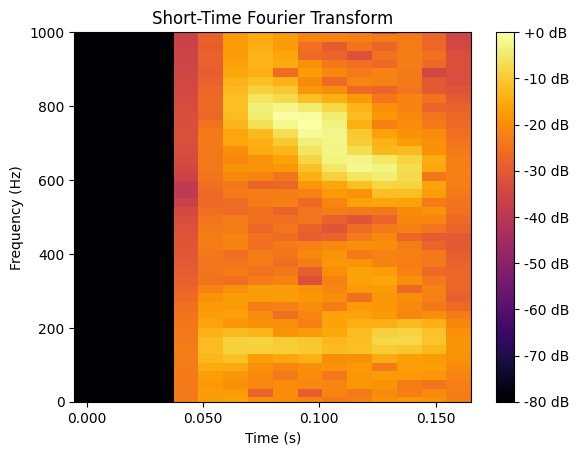 Short-Time Fourier Transform
1000
800
600
400
200
0
Frequency (Hz)
0.000
0.050
0.100
0.150
Time (s)
+0 dB
-10 dB
-20 dB
-30 dB
-40 dB
-50 dB
-60 dB
-70 dB
-80 dB